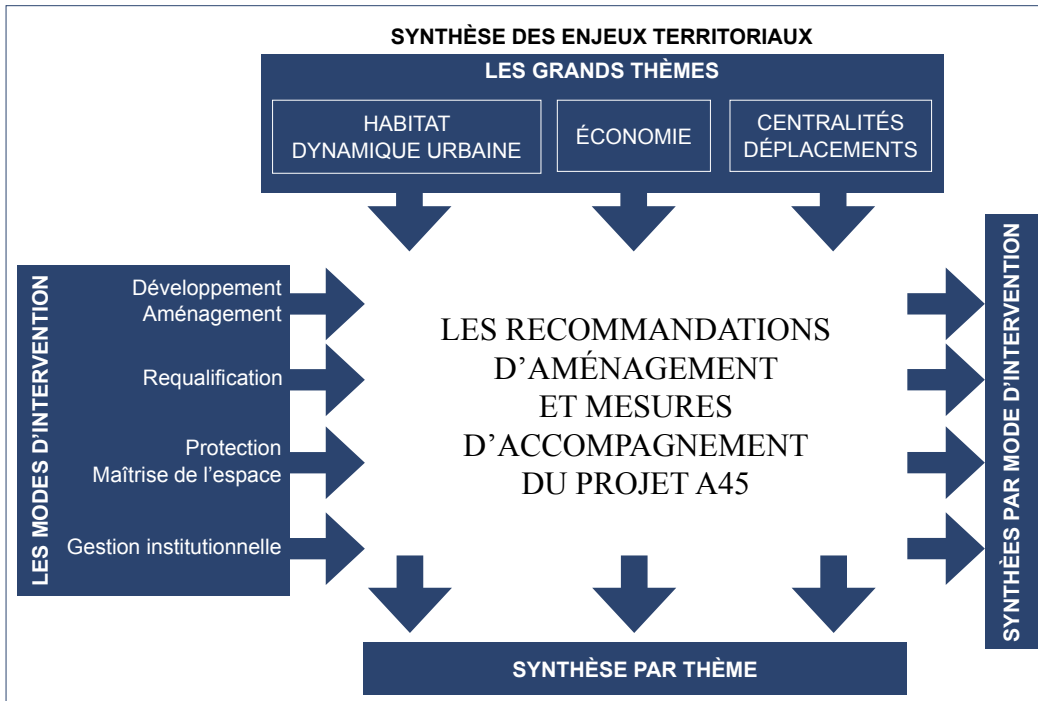 SYNTHÈSE DES ENJEUX TERRITORIAUX
LES GRANDS THÈMES
HABITAT
DYNAMIQUE URBAINE
ÉCONOMIE
CENTRALITÉS
DÉPLACEMENTS
LES MODES D’INTERVENTION
Développement
Aménagement
Requalification
Protection
Maîtrise de l’espace
Gestion institutionnelle
LES RECOMMANDATIONS
D’AMÉNAGEMENT
ET MESURES
D’ACCOMPAGNEMENT
DU PROJET A45
SYNTHÈES PAR MODE D’INTERVENTION
SYNTHÈSE PAR THÈME